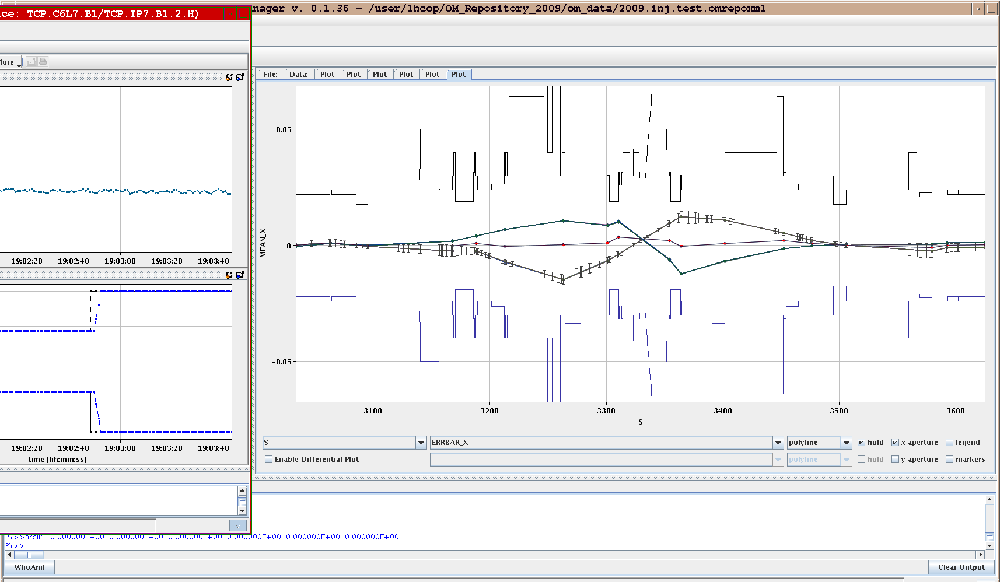 nager v. 0.1.36 - /user/lhcop/OM_Repository_2009/om_data/2009.inj.test.omrepoxml
ce: TCP.C6L7.B1/TCP.IP7.B1.2.H)
More
19:02:20 19:02:40 19:03:00 19:03:20 19:03:40
19:02:20 19:02:40 19:03:00 19:03:20 19:03:40
time [hh:mm:ss]
File: Data: Plot Plot Plot Plot Plot Plot
0.05
0
-0.05
MEAN_X
3100 3200 3300 3400 3500 3600
S
S ERRBAR_X polyline hold x aperture legend
Enable Differential Plot polyline hold y aperture markers
PY>>orbit: 0.000000E+00 0.000000E+00 0.000000E+00 0.000000E+00 0.000000E+00 0.000000E+00
PY>>
WhoAmI Clear Output